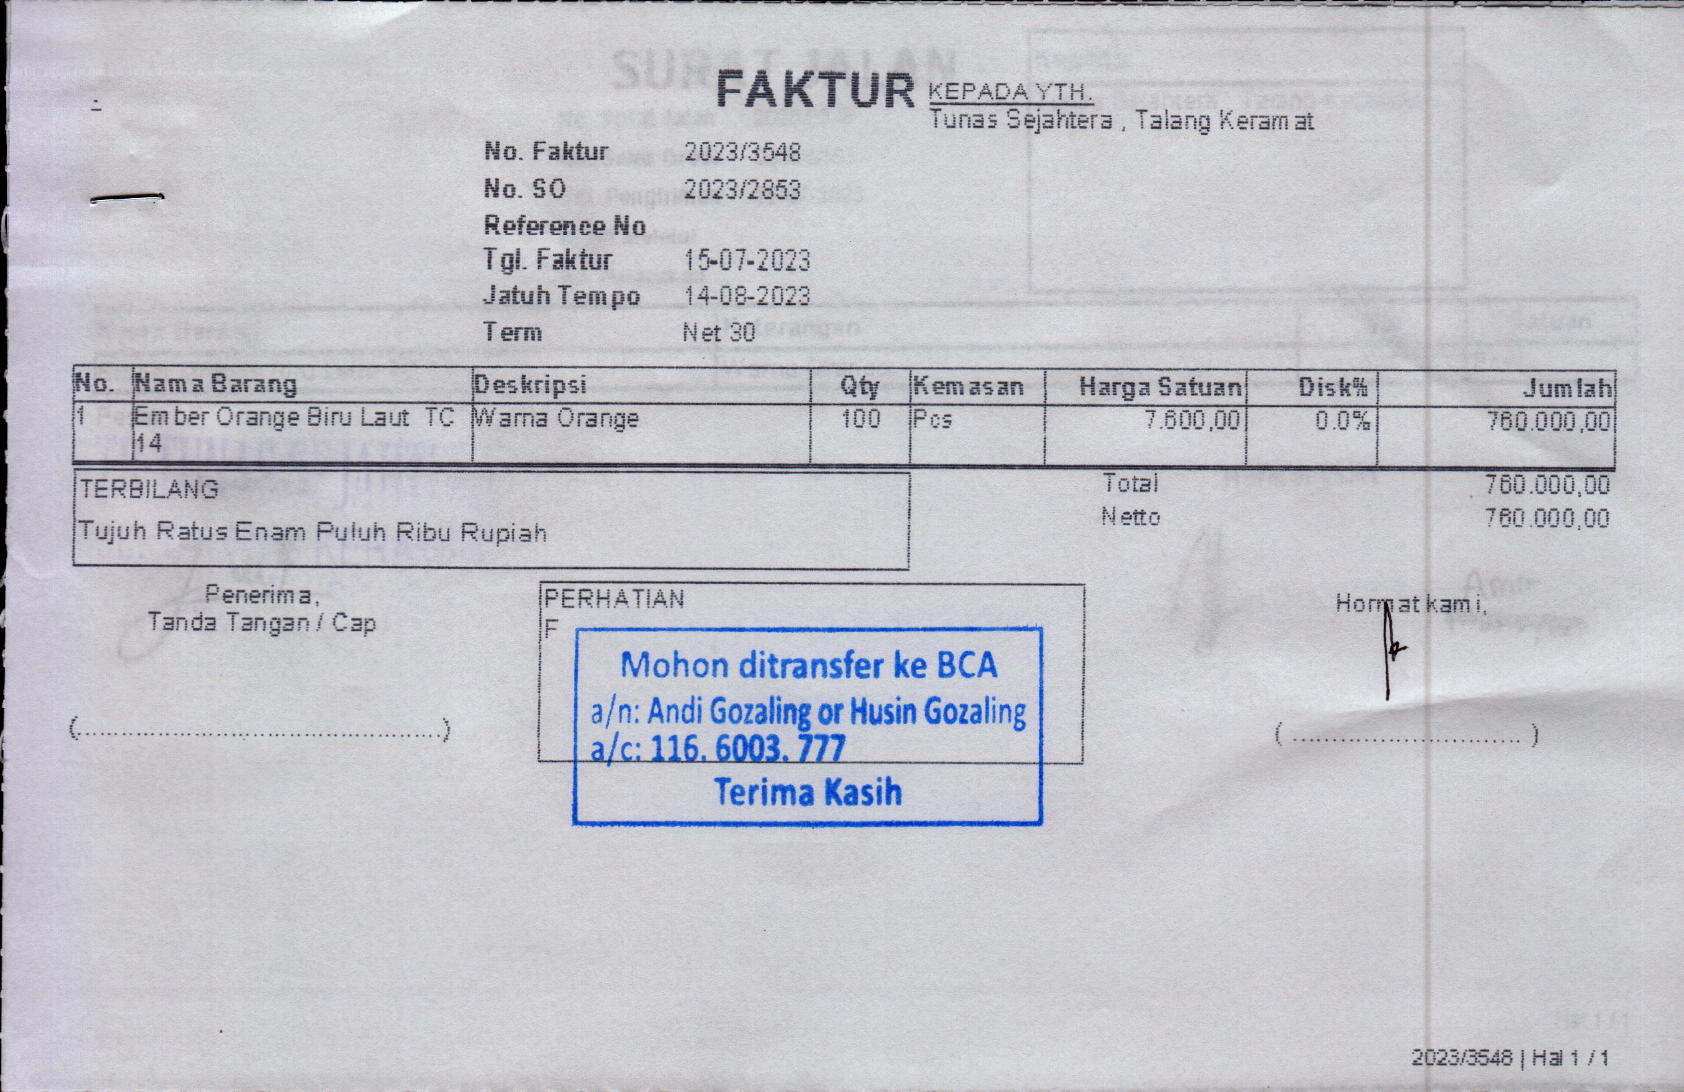 FAKTUR
KEPADA YTH.
Tunas Sejahtera , Talang Keramat
No. Faktur 2023/3548
No. SO 2023/2853
Reference No
Tgl. Faktur 15-07-2023
Jatuh Tempo 14-08-2023
Term Net 30
No. Nama Barang Deskripsi Qty Kemasan Harga Satuan Disk% Jumlah
1 Ember Orange Biru Laut TC Warna Orange 100 Pcs 7.600,00 0.0% 760.000,00
14
TERBILANG
Tujuh Ratus Enam Puluh Ribu Rupiah
Total 760.000,00
Netto 760.000,00
Penerima,
Tanda Tangan / Cap
(............................................)
PERHATIAN
F
Mohon ditransfer ke BCA
a/n: Andi Gozaling or Husin Gozaling
a/c: 116. 6003. 777
Terima Kasih
Hormat kami,
( ............................ )
2023/3548 | Hal 1 / 1